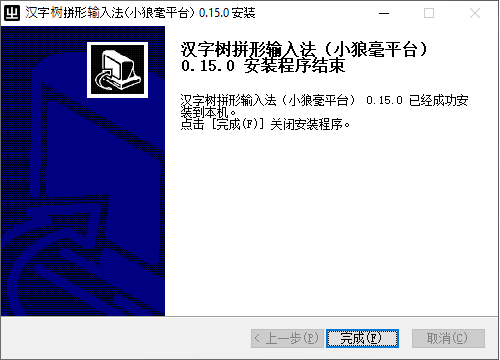 汉字树拼形输入法(小狼毫平台) 0.15.0 安装
汉字树拼形输入法（小狼毫平台）
0.15.0 安装程序结束
汉字树拼形输入法（小狼毫平台） 0.15.0 已经成功安
装到本机。
点击 [完成(F)] 关闭安装程序。
< 上一步(P)
完成(F)
取消(C)